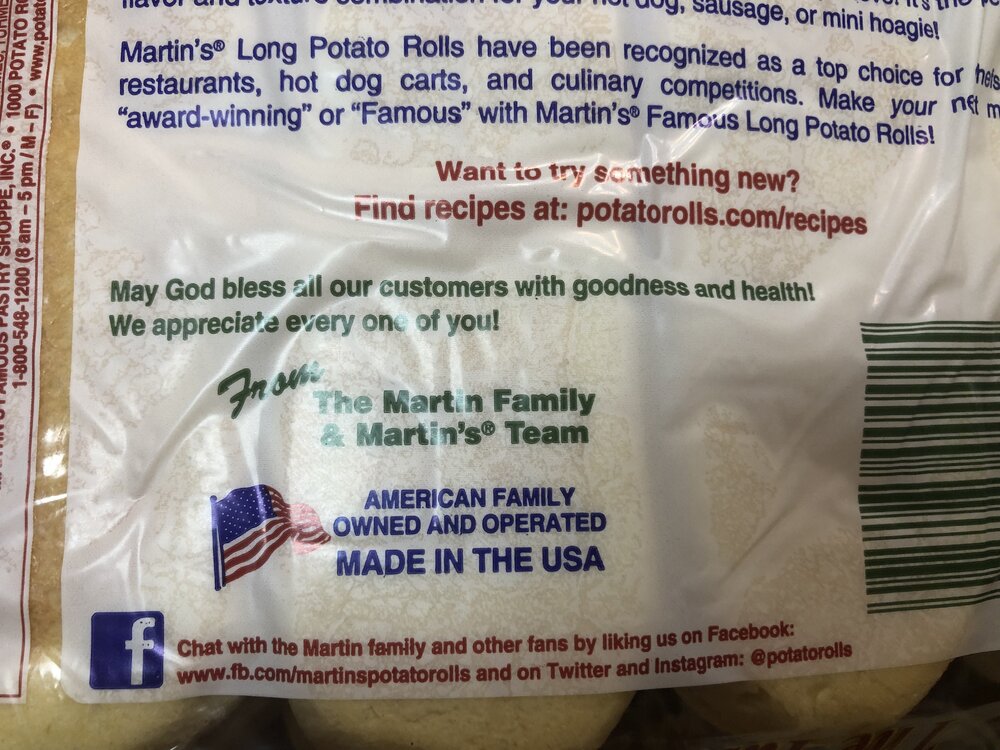 flavor and texture combination for your hot dog, sausage, or mini hoagie!
Martin's® Long Potato Rolls have been recognized as a top choice for
restaurants, hot dog carts, and culinary competitions. Make your
"award-winning" or "Famous" with Martin's® Famous Long Potato Rolls!
Want to try something new?
Find recipes at: potatorolls.com/recipes
May God bless all our customers with goodness and health!
We appreciate every one of you!
From
The Martin Family
& Martin's® Team
AMERICAN FAMILY
OWNED AND OPERATED
MADE IN THE USA
f
Chat with the Martin family and other fans by liking us on Facebook:
www.fb.com/martinspotatorolls and on Twitter and Instagram: @potatorolls
FAMOUS PASTRY SHOPPE, INC.® • 1000 POTATO
1-800-548-1200 (8 am – 5 pm / M – F) • www.potato